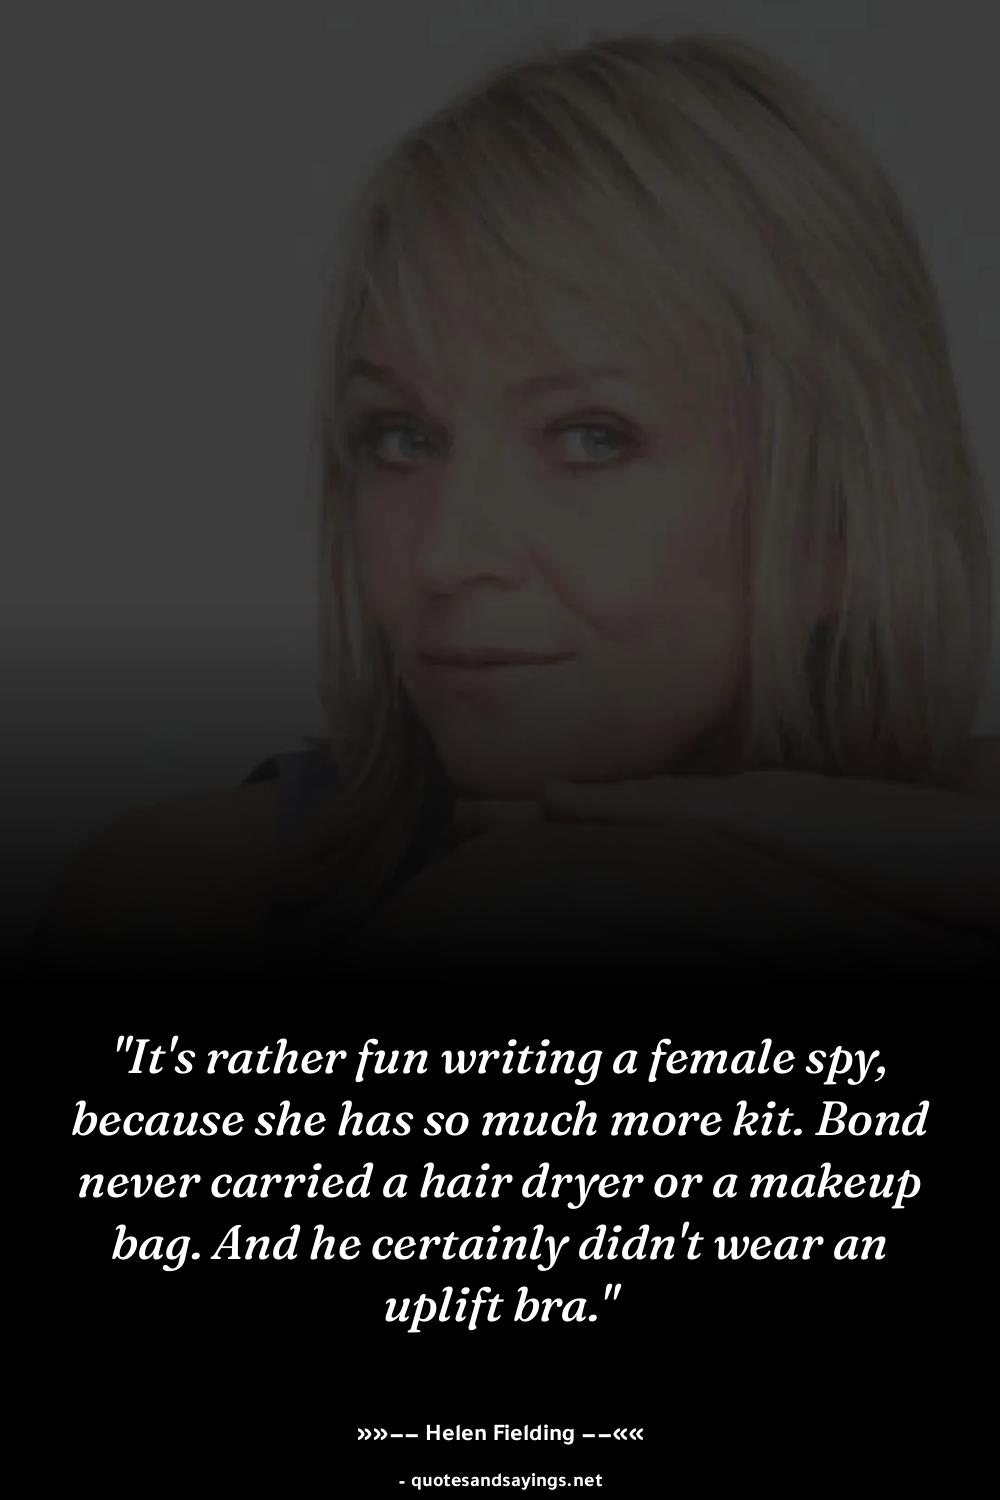 "It's rather fun writing a female spy,
because she has so much more kit. Bond
never carried a hair dryer or a makeup
bag. And he certainly didn't wear an
uplift bra."
»»-- Helen Fielding --««
- quotesandsayings.net